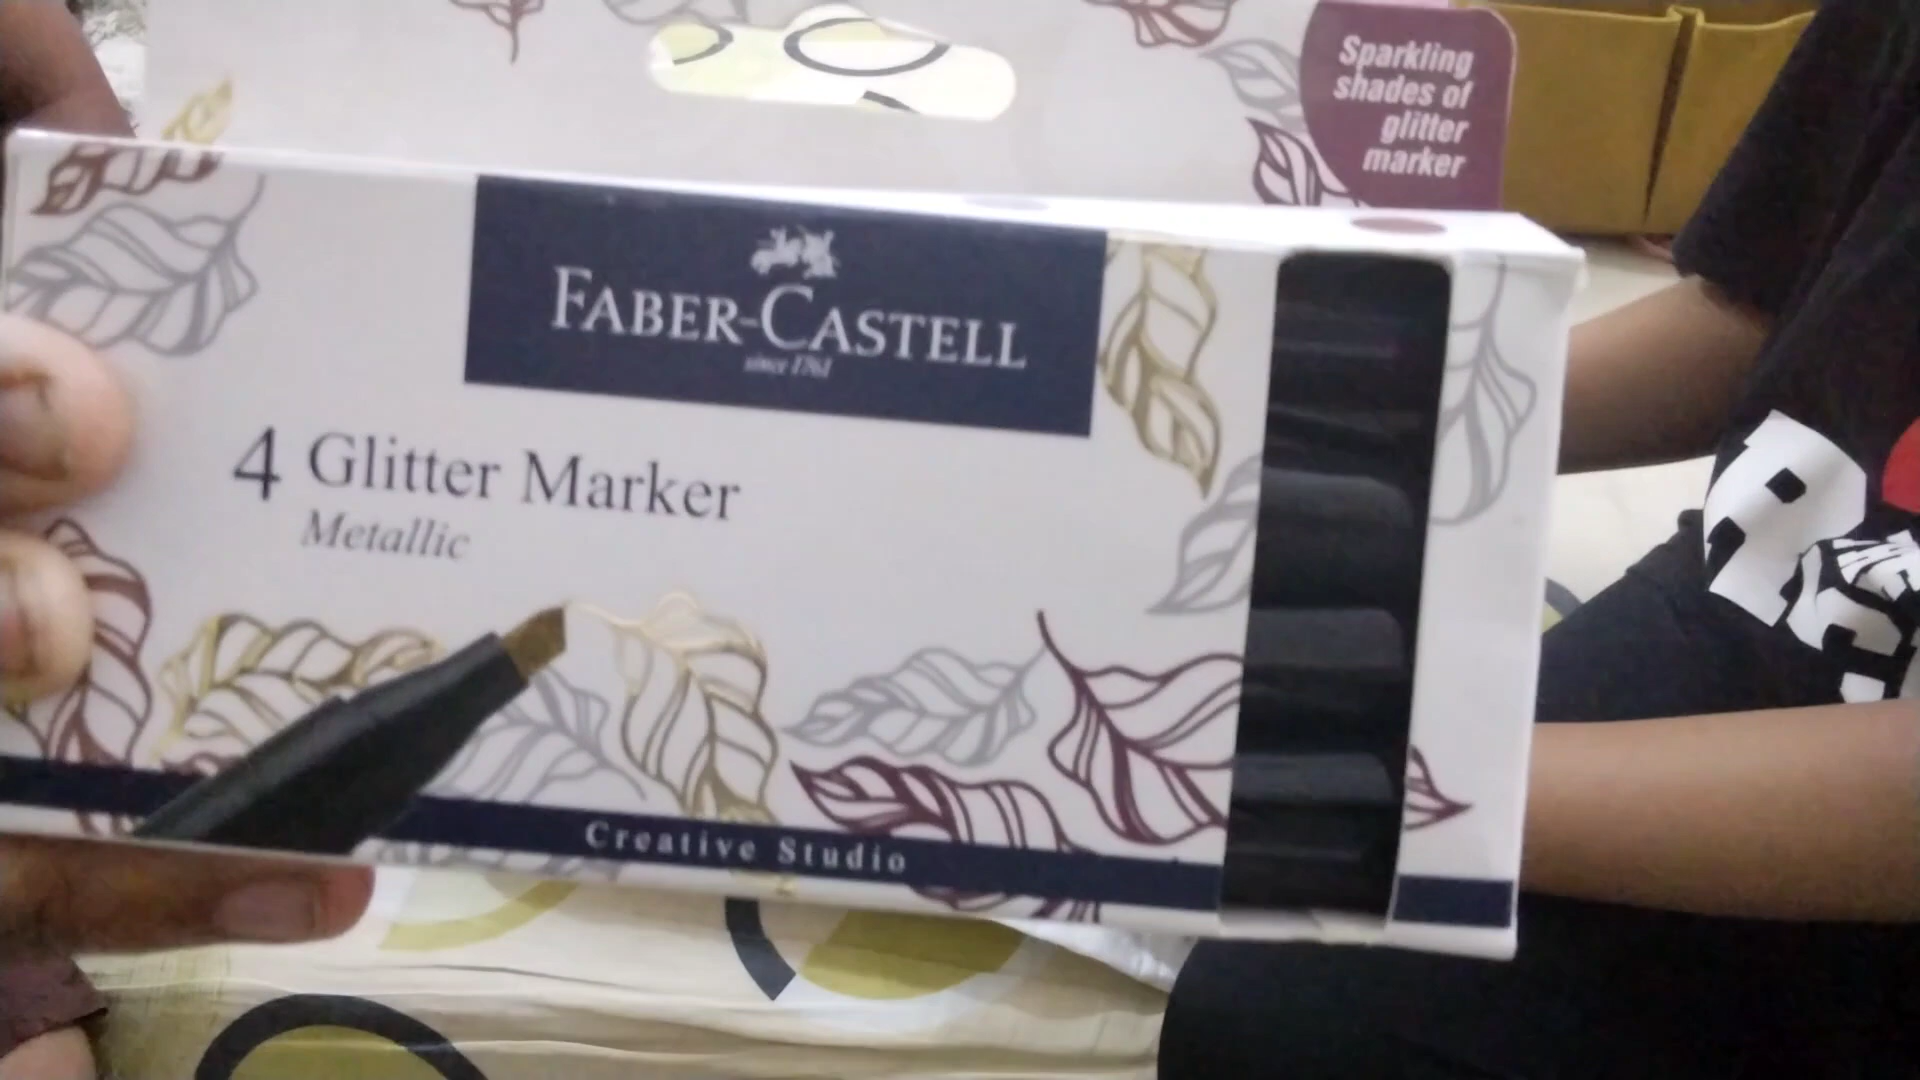 Sparkling
shades of
glitter
marker
FABER-CASTELL
since 1761
4 Glitter Marker
Metallic
Creative Studio